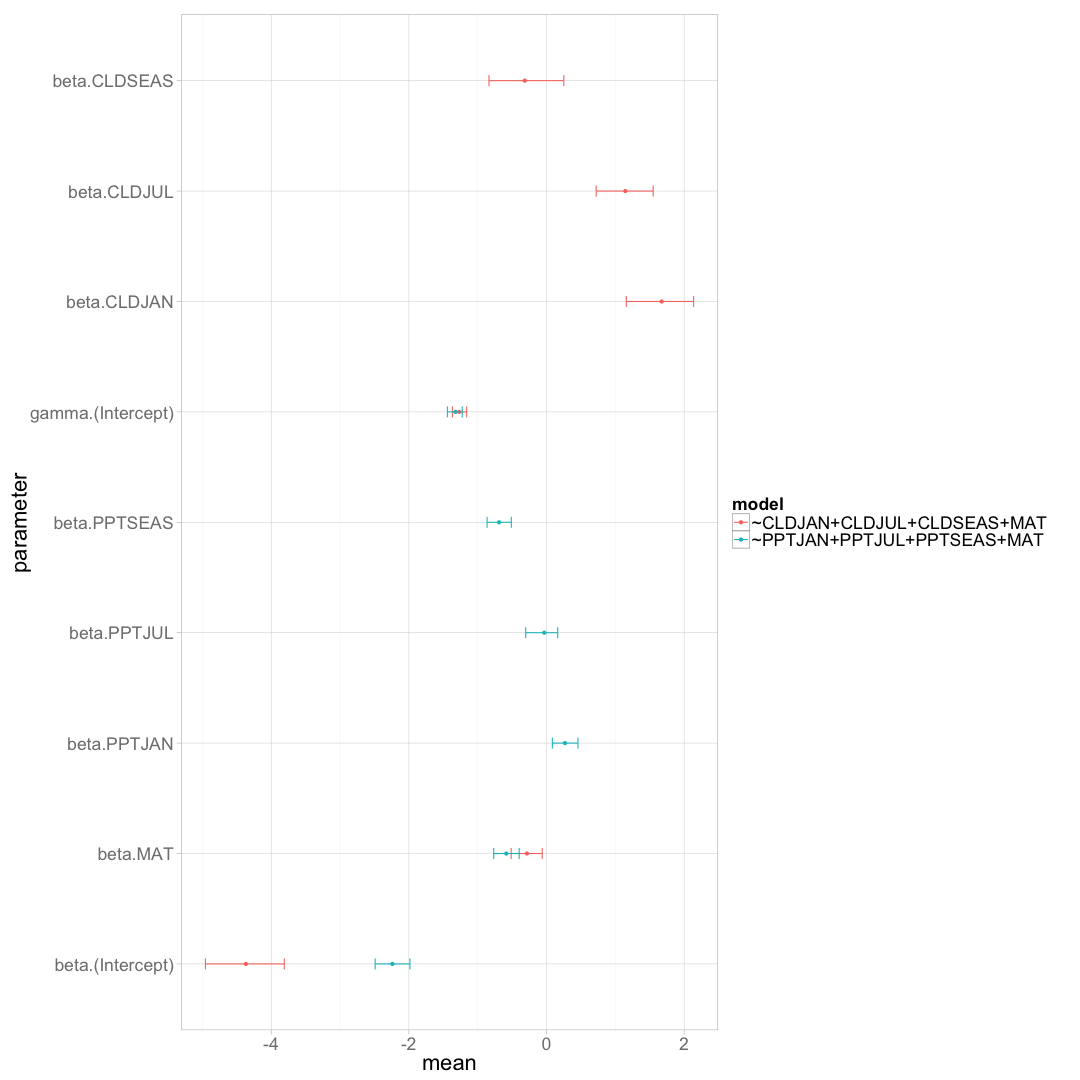 beta.CLDSEAS
beta.CLDJUL
beta.CLDJAN
gamma.(Intercept)
beta.PPTSEAS
beta.PPTJUL
beta.PPTJAN
beta.MAT
beta.(Intercept)
parameter
-4 -2 0 2
mean
model
~CLDJAN+CLDJUL+CLDSEAS+MAT
~PPTJAN+PPTJUL+PPTSEAS+MAT